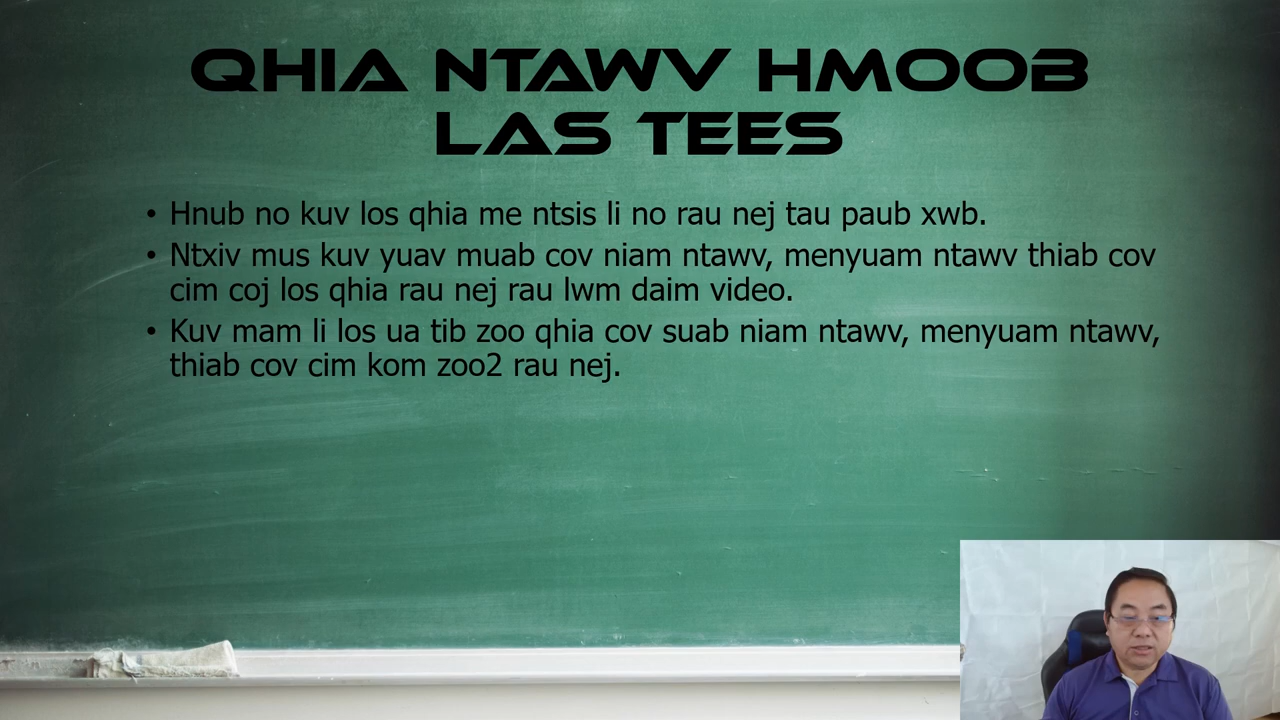 QHIA NTAWV HMOOB
LAS TEES
• Hnub no kuv los qhia me ntsis li no rau nej tau paub xwb.
• Ntxiv mus kuv yuav muab cov niam ntawv, menyuam ntawv thiab cov
cim coj los qhia rau nej rau lwm daim video.
• Kuv mam li los ua tib zoo qhia cov suab niam ntawv, menyuam ntawv,
thiab cov cim kom zoo2 rau nej.